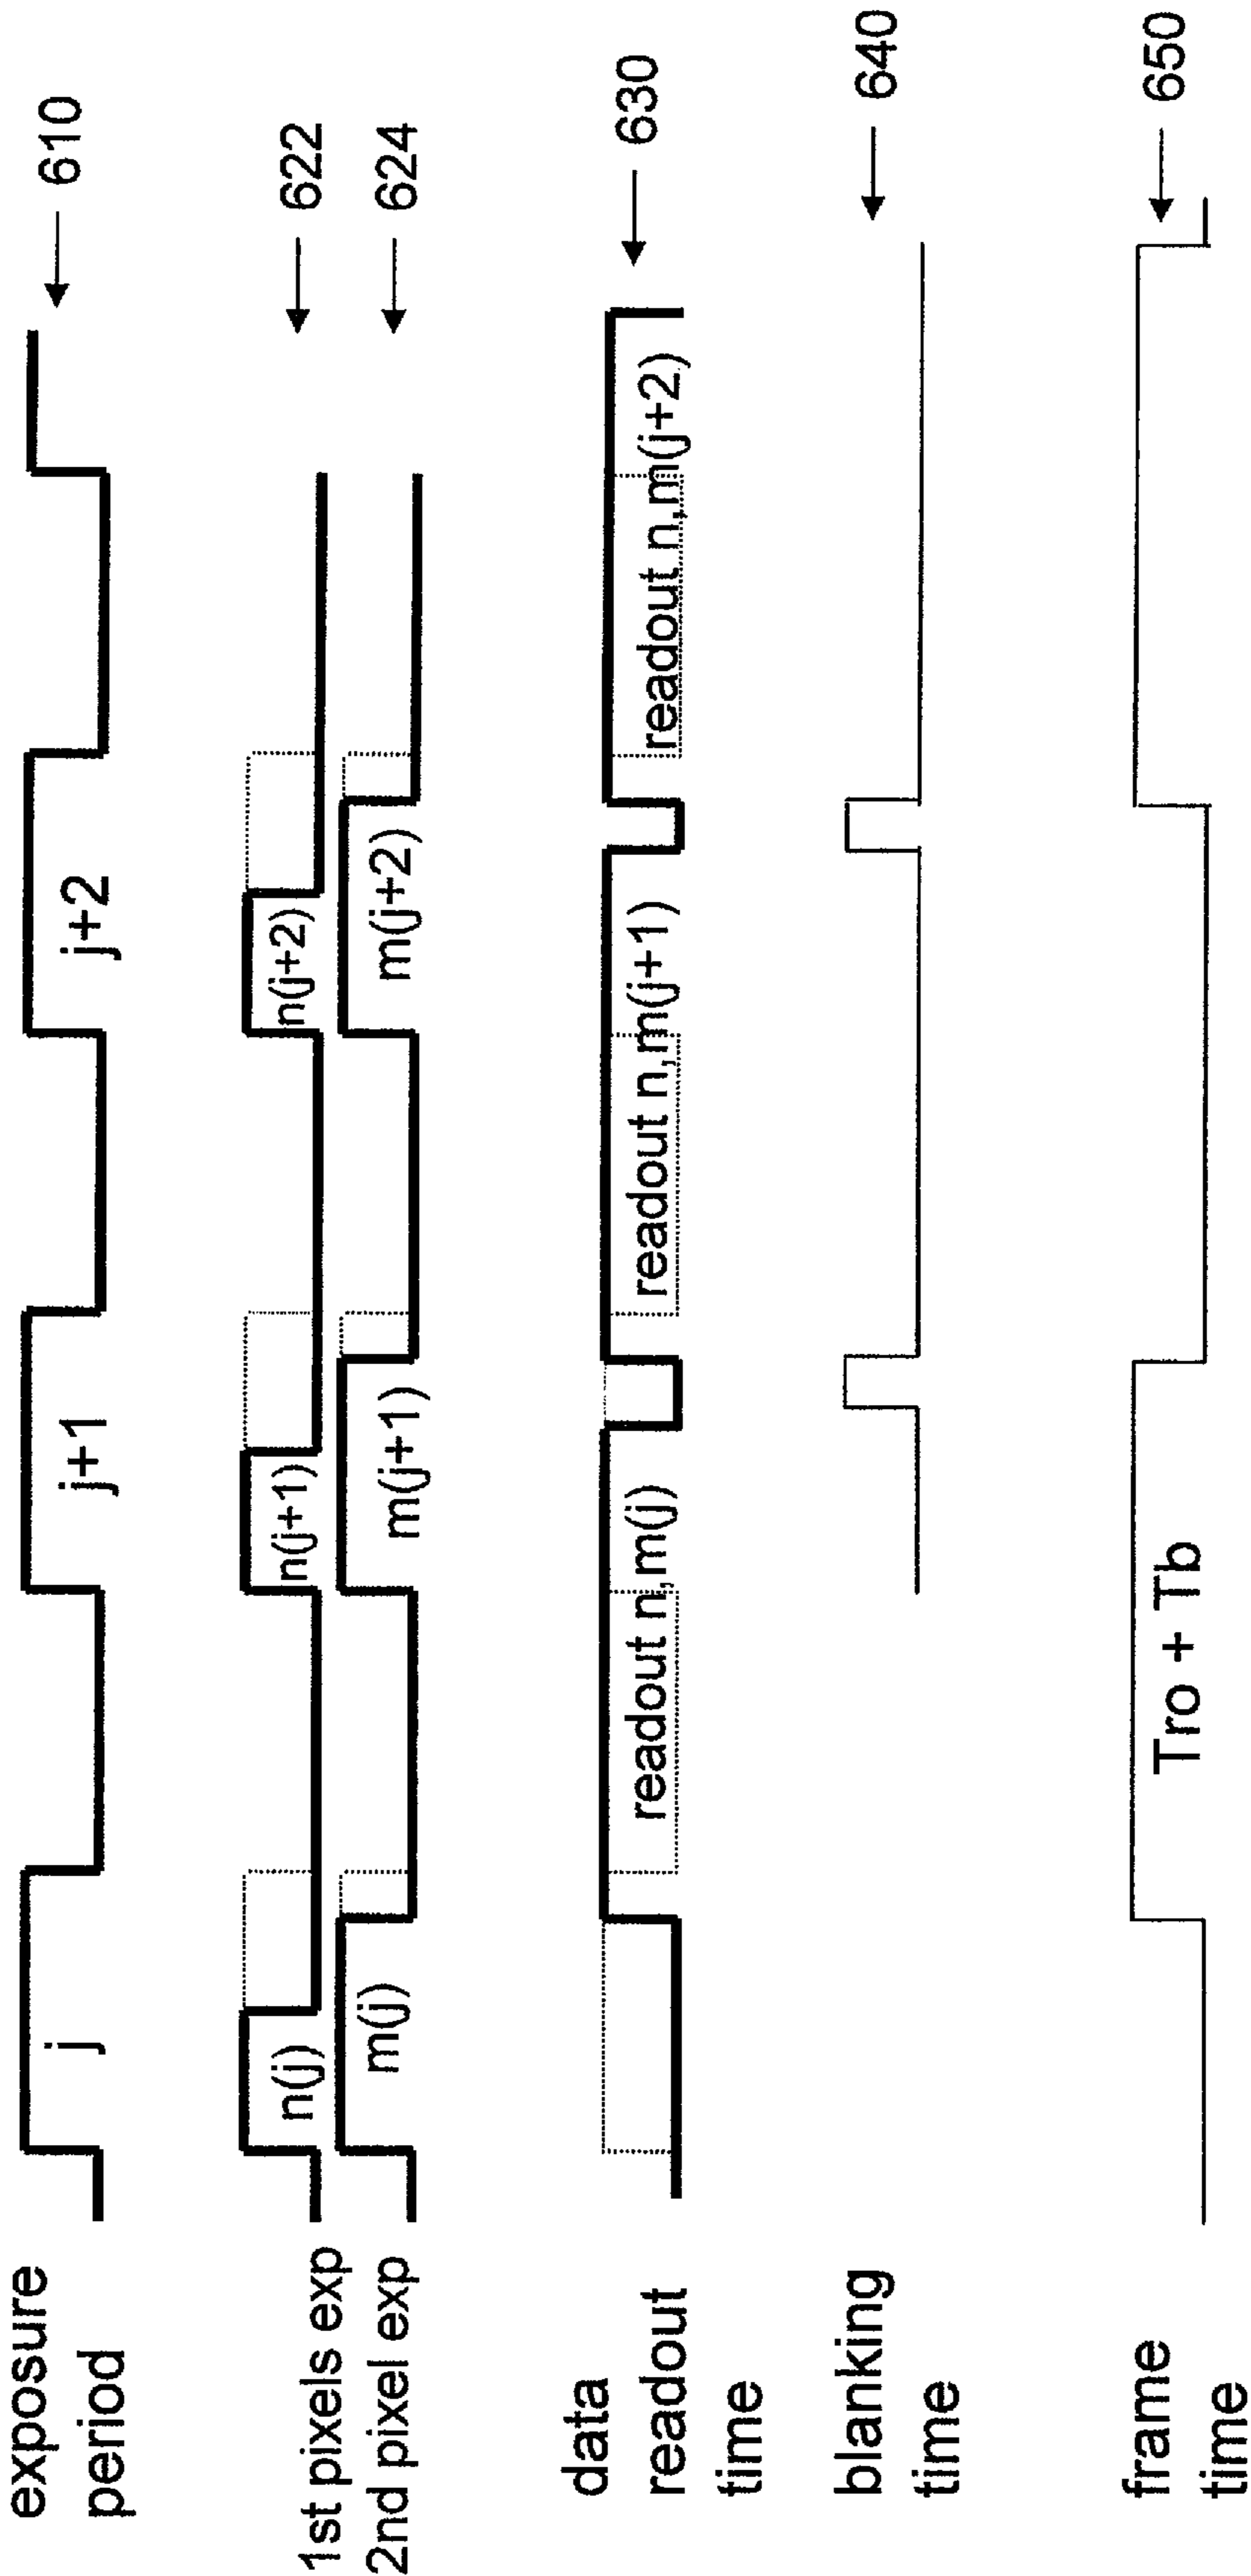 exposure
period
j
j+1
j+2
610
1st pixels exp
n(j)
n(j+1)
n(j+2)
622
2nd pixel exp
m(j)
m(j+1)
m(j+2)
624
data
readout
time
readout n,m(j)
readout n,m(j+1)
readout n,m(j+2)
630
blanking
time
640
frame
time
Tro + Tb
650